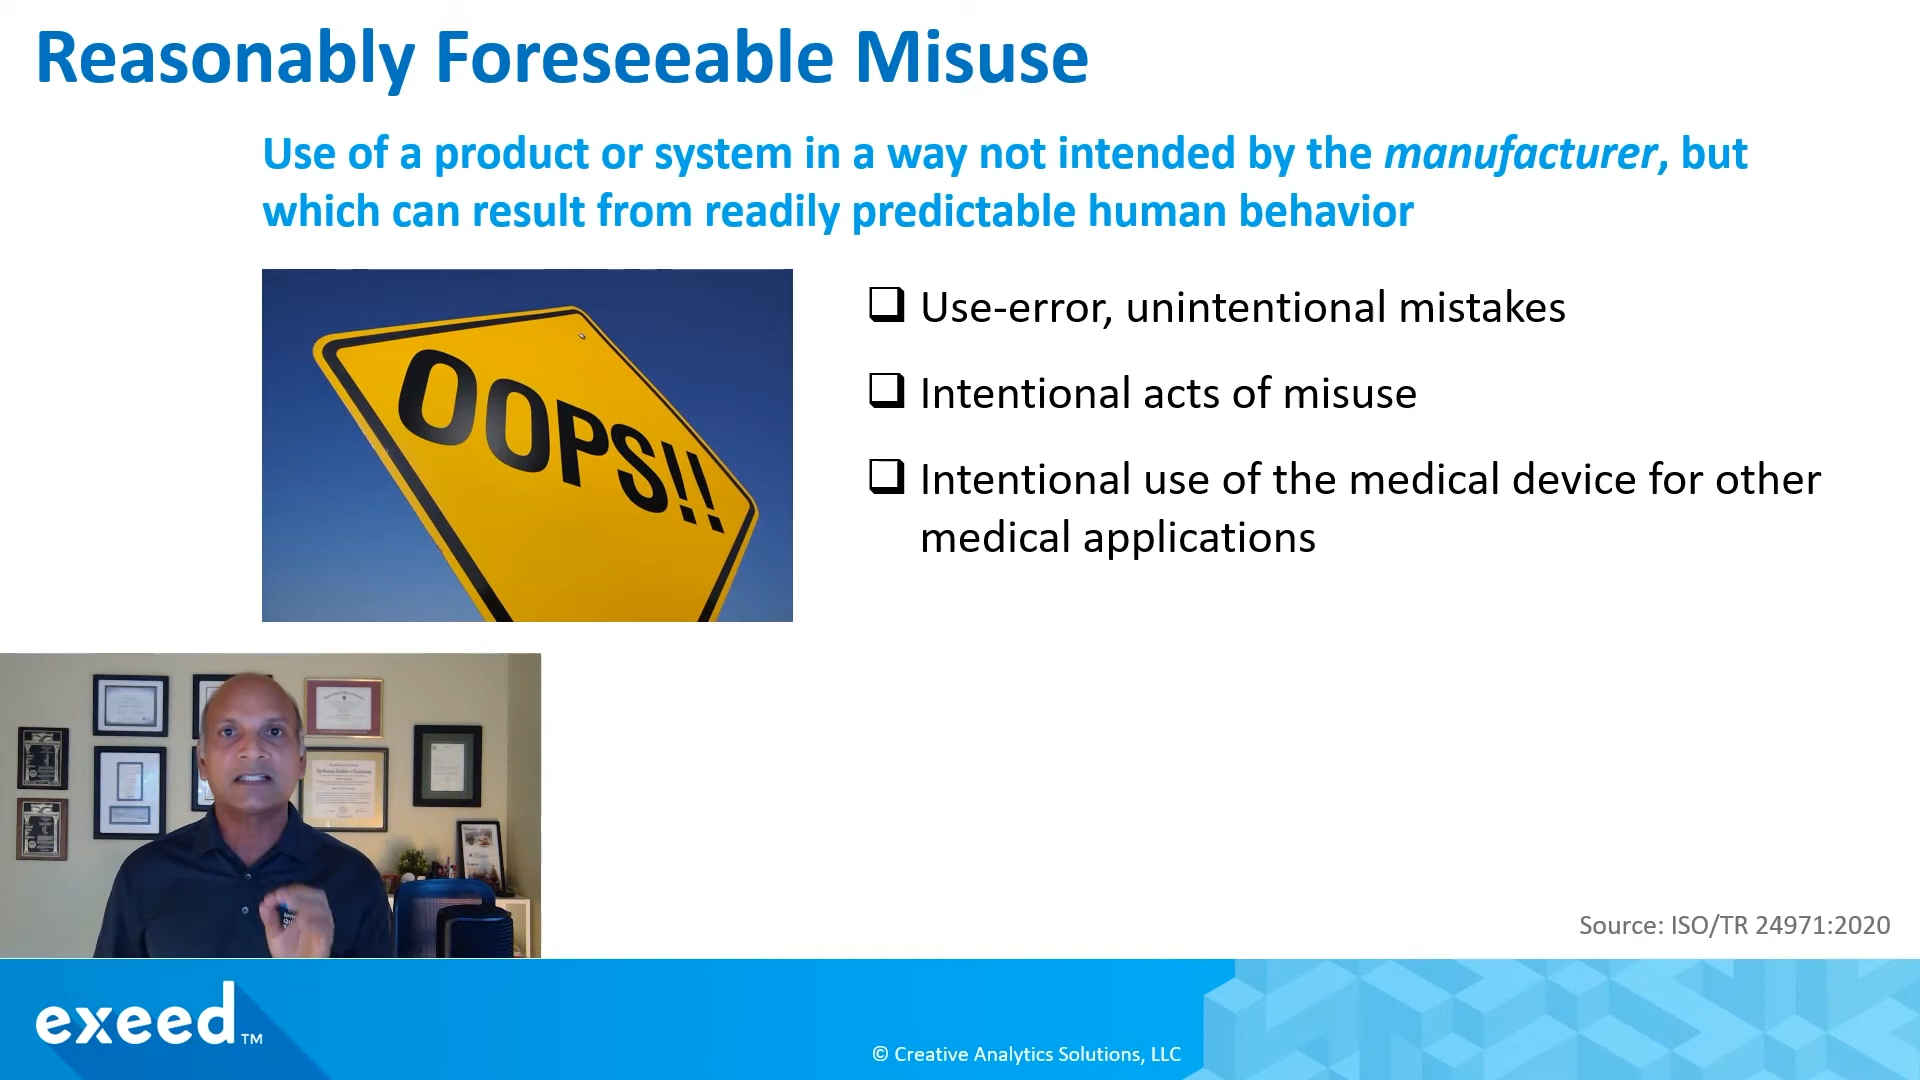 Reasonably Foreseeable Misuse
Use of a product or system in a way not intended by the manufacturer, but
which can result from readily predictable human behavior
OOPS!!
Use-error, unintentional mistakes
Intentional acts of misuse
Intentional use of the medical device for other
medical applications
Source: ISO/TR 24971:2020
exeed™
© Creative Analytics Solutions, LLC